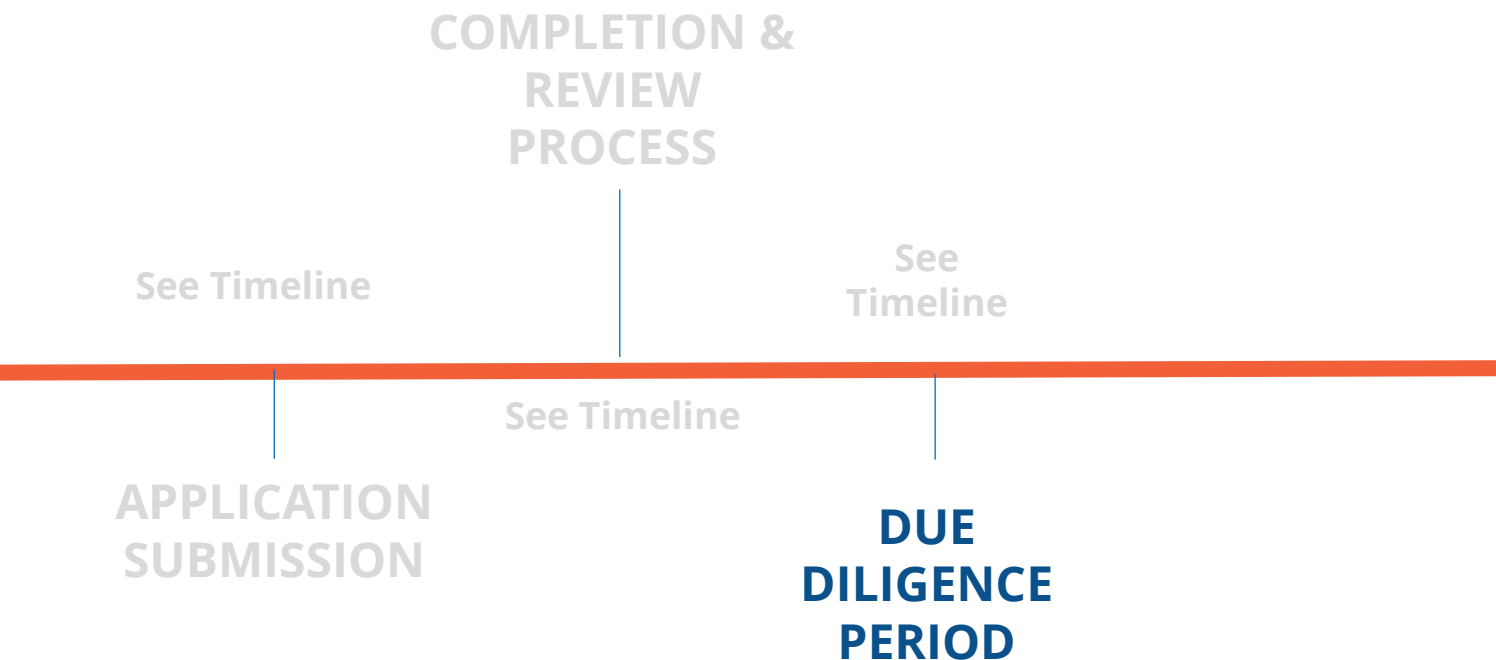 COMPLETION &
REVIEW
PROCESS
See Timeline
See
Timeline
See Timeline
APPLICATION
SUBMISSION
DUE
DILIGENCE
PERIOD